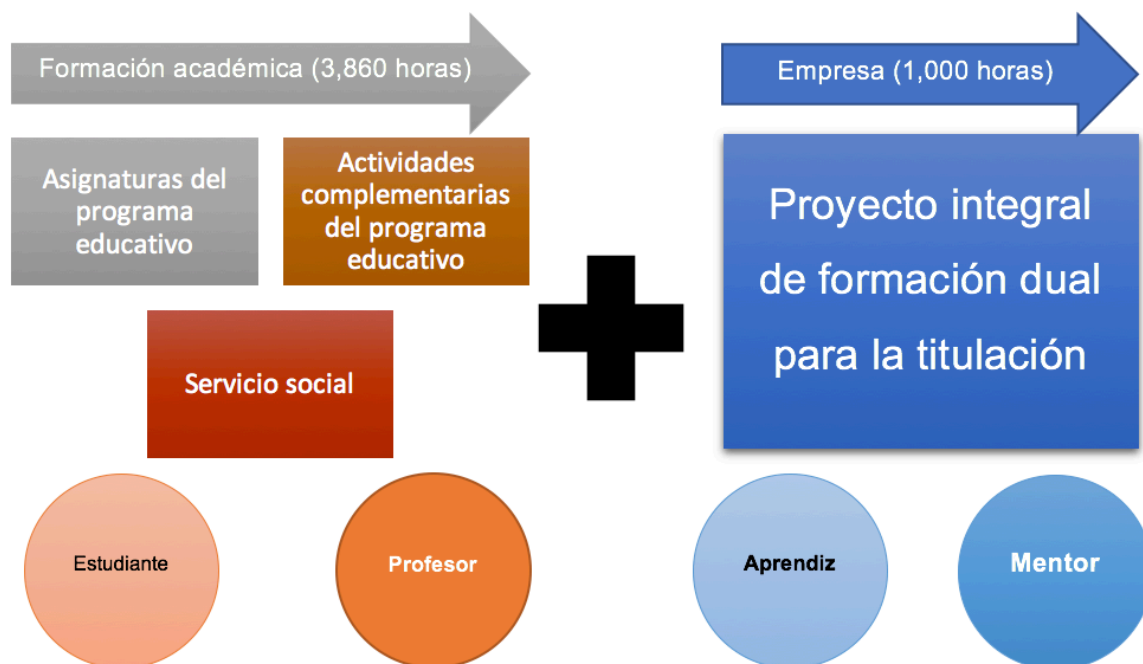 Formación académica (3,860 horas)
Empresa (1,000 horas)
Asignaturas del
programa
educativo
Actividades
complementarias
del programa
educativo
Servicio social
Proyecto integral
de formación dual
para la titulación
Estudiante
Profesor
Aprendiz
Mentor